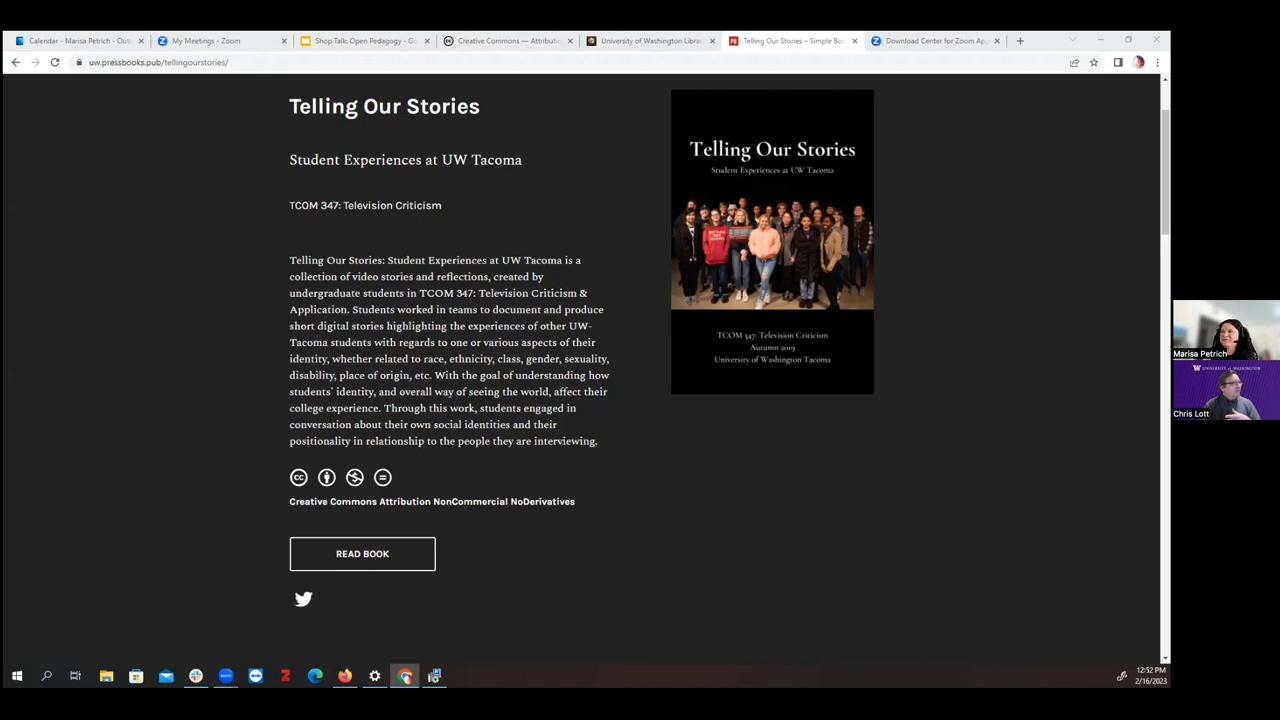 Calendar - Marisa Petrich - Out
My Meetings - Zoom
Shop Talk: Open Pedagogy - Go
Creative Commons — Attributio
University of Washington Libra
Telling Our Stories – Simple Boo
Download Center for Zoom App
uw.pressbooks.pub/tellingourstories/
Telling Our Stories
Student Experiences at UW Tacoma
TCOM 347: Television Criticism
Telling Our Stories: Student Experiences at UW Tacoma is a
collection of video stories and reflections, created by
undergraduate students in TCOM 347: Television Criticism &
Application. Students worked in teams to document and produce
short digital stories highlighting the experiences of other UW-
Tacoma students with regards to one or various aspects of their
identity, whether related to race, ethnicity, class, gender, sexuality,
disability, place of origin, etc. With the goal of understanding how
students' identity, and overall way of seeing the world, affect their
college experience. Through this work, students engaged in
conversation about their own social identities and their
positionality in relationship to the people they are interviewing.
cc
Creative Commons Attribution NonCommercial NoDerivatives
READ BOOK
Telling Our Stories
Student Experiences at UW Tacoma
TCOM 347: Television Criticism
Autumn 2019
University of Washington Tacoma
Marisa Petrich
W UNIVERSITY of WASHINGTON
Chris Lott
12:52 PM
2/16/2023